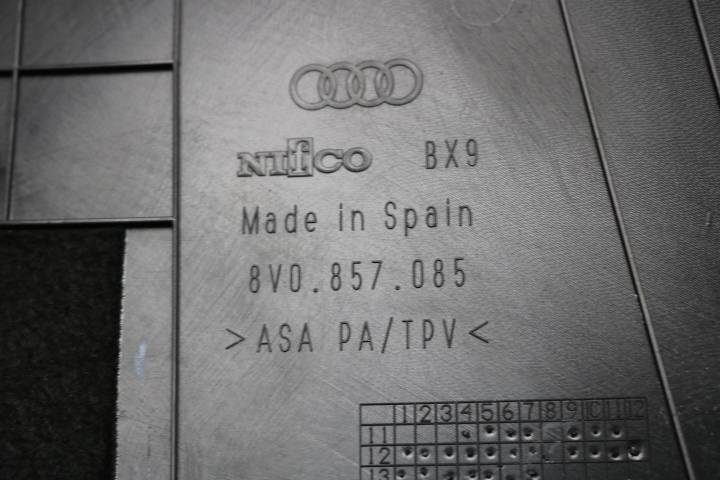 NIfCO BX9
Made in Spain
8V0.857.085
>ASA PA/TPV<
1 2 3 4 5 6 7 8 9 10 11 12
11
12
13